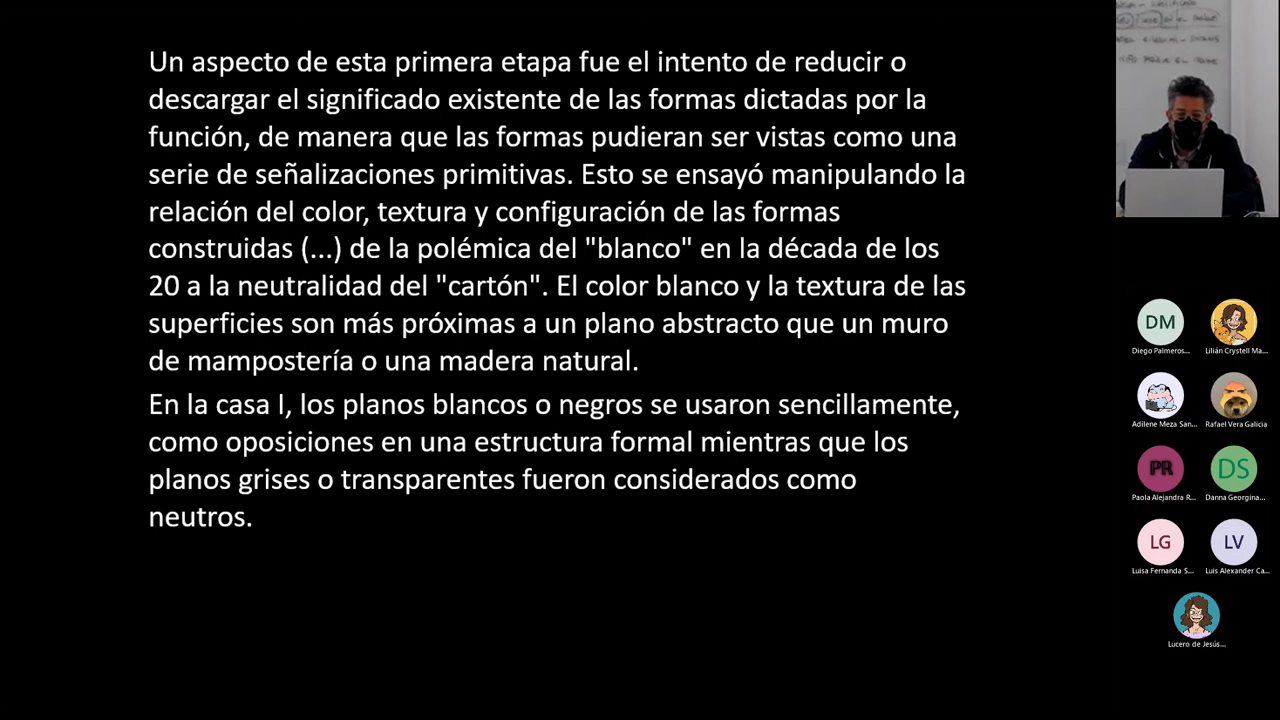 Un aspecto de esta primera etapa fue el intento de reducir o
descargar el significado existente de las formas dictadas por la
función, de manera que las formas pudieran ser vistas como una
serie de señalizaciones primitivas. Esto se ensayó manipulando la
relación del color, textura y configuración de las formas
construidas (...) de la polémica del "blanco" en la década de los
20 a la neutralidad del "cartón". El color blanco y la textura de las
superficies son más próximas a un plano abstracto que un muro
de mampostería o una madera natural.
En la casa I, los planos blancos o negros se usaron sencillamente,
como oposiciones en una estructura formal mientras que los
planos grises o transparentes fueron considerados como
neutros.
DM
Diego Palmeros...
Lilián Crystell Ma...
Adilene Meza San...
Rafael Vera Galicia
PR
Paola Alejandra R...
DS
Danna Georgina...
LG
Luisa Fernanda S...
LV
Luis Alexander Ca...
Lucero de Jesús...